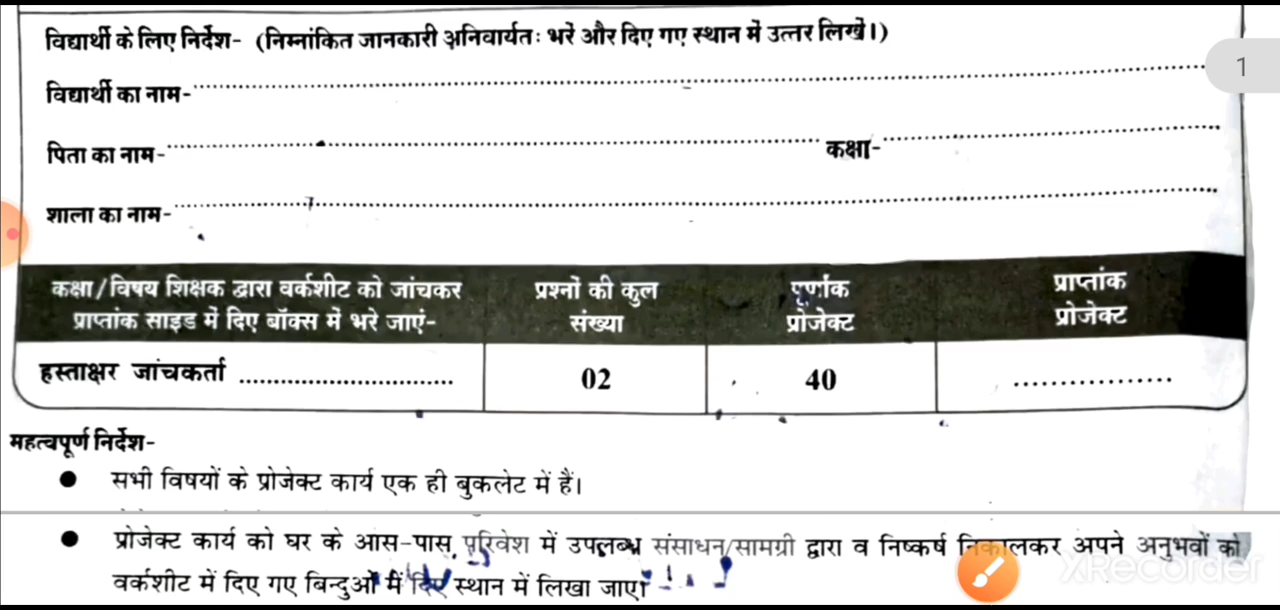 विद्यार्थी के लिए निर्देश- (निम्नांकित जानकारी अनिवार्यतः भरें और दिए गए स्थान में उत्तर लिखें।)
1
विद्यार्थी का नाम-
पिता का नाम- कक्षा-
शाला का नाम-
कक्षा/विषय शिक्षक द्वारा वर्कशीट को जांचकर
प्राप्तांक साइड में दिए बॉक्स में भरे जाएं-
प्रश्नों की कुल
संख्या
पूर्णांक
प्रोजेक्ट
प्राप्तांक
प्रोजेक्ट
हस्ताक्षर जांचकर्ता ............................. 02 40 ..................
महत्वपूर्ण निर्देश-
● सभी विषयों के प्रोजेक्ट कार्य एक ही बुकलेट में हैं।
● प्रोजेक्ट कार्य को घर के आस-पास, परिवेश में उपलब्ध संसाधन/सामग्री द्वारा व निष्कर्ष निकालकर अपने अनुभवों को
वर्कशीट में दिए गए बिन्दुओं में दिए स्थान में लिखा जाए।
XRecorder